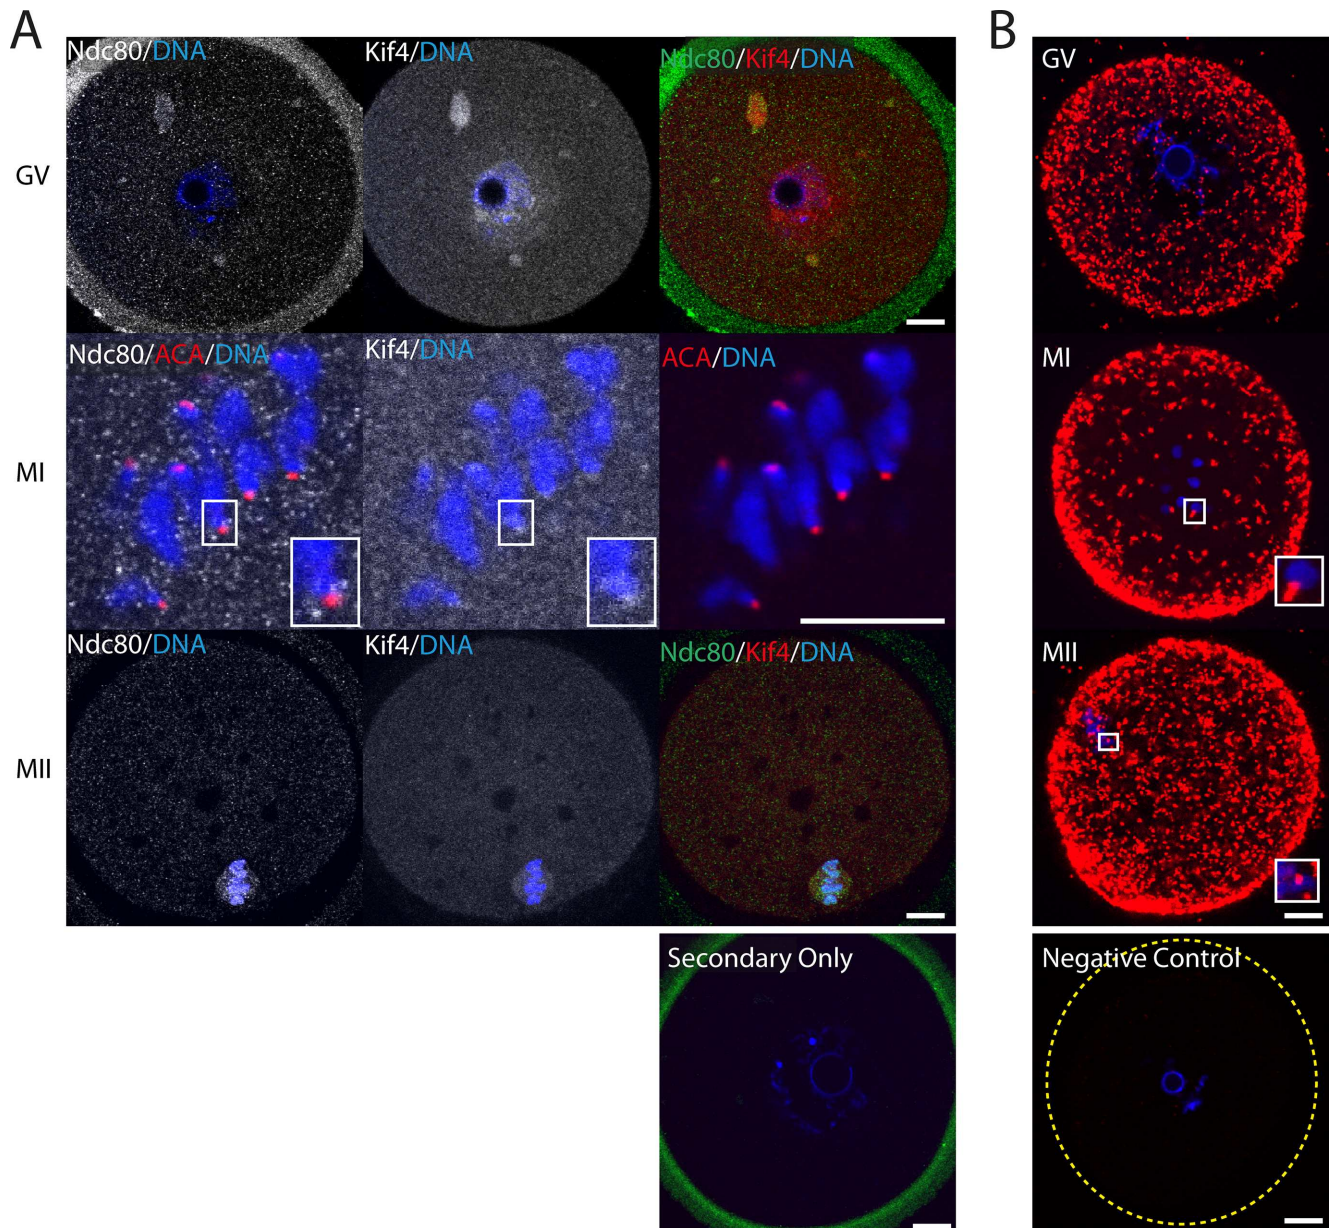 A
B
Ndc80/DNA
Kif4/DNA
Ndc80/Kif4/DNA
GV
GV
Ndc80/ACA/DNA
Kif4/DNA
ACA/DNA
MI
MI
Ndc80/DNA
Kif4/DNA
Ndc80/Kif4/DNA
MII
MII
Secondary Only
Negative Control